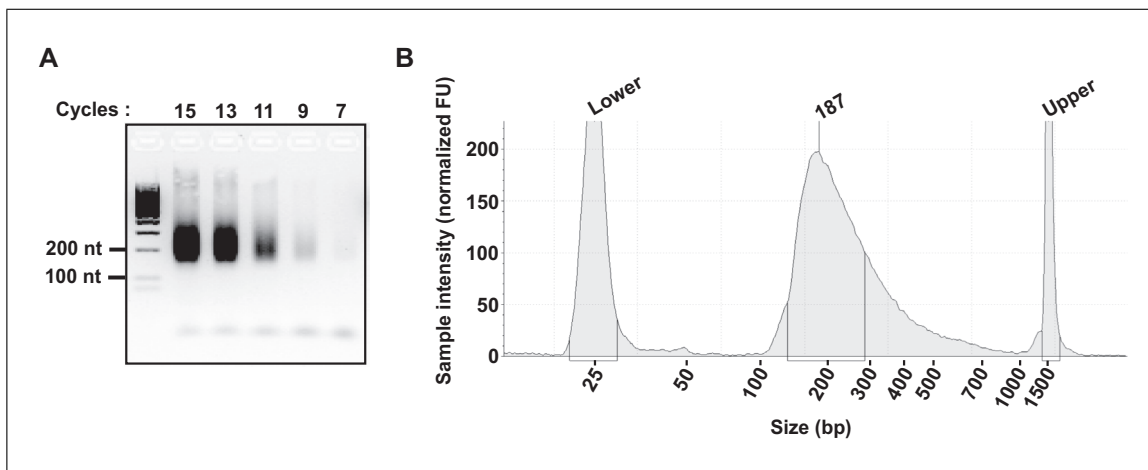 A
Cycles : 15 13 11 9 7
200 nt
100 nt
B
Sample intensity (normalized FU)
200
150
100
50
0
Lower
187
Upper
25 50 100 200 300 400 500 700 1000 1500
Size (bp)